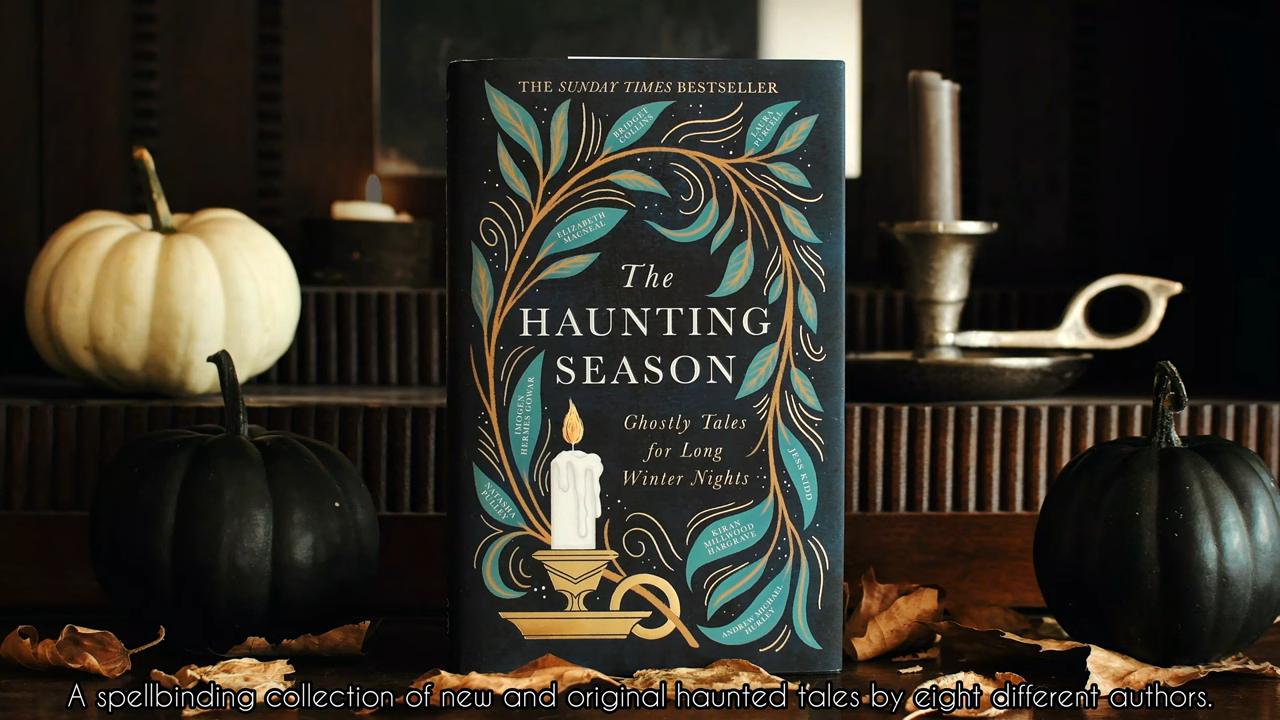 THE SUNDAY TIMES BESTSELLER
BRIDGET
COLLINS
LAURA
PURCELL
ELIZABETH
MACNEAL
The
HAUNTING
SEASON
IMOGEN
HERMES GOWAR
Ghostly Tales
for Long
Winter Nights
JESS KIDD
NATASHA
PULLEY
KIRAN
MILLWOOD
HARGRAVE
ANDREW MICHAEL
HURLEY
A spellbinding collection of new and original haunted tales by eight different authors.